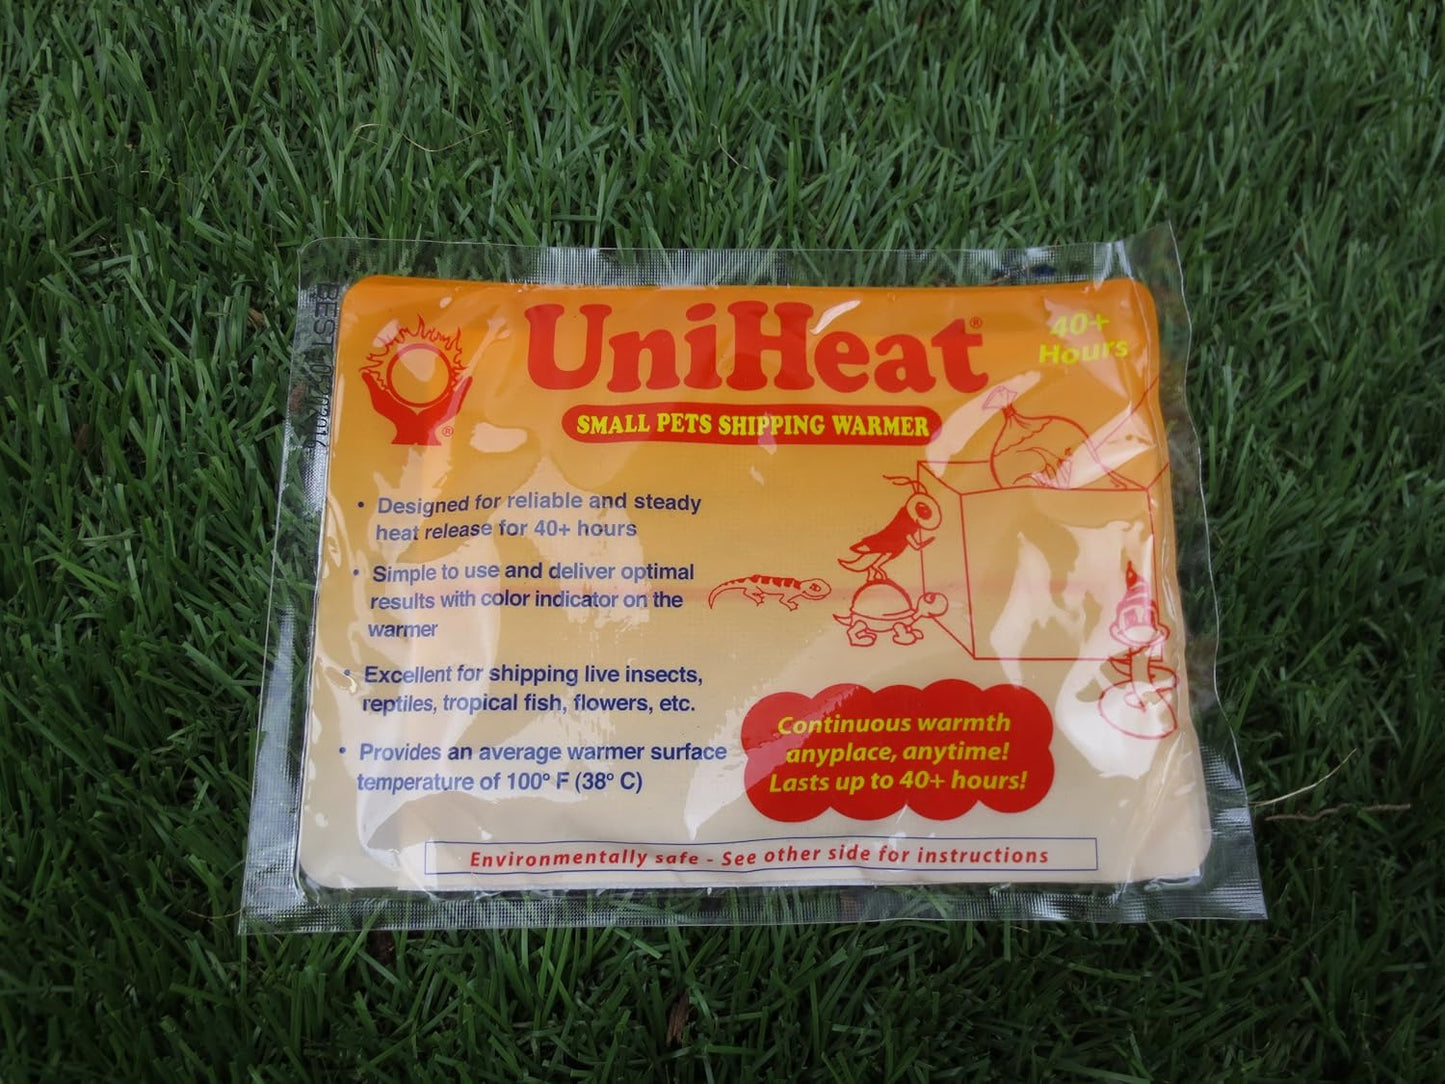 UniHeat®
40+
Hours
®
SMALL PETS SHIPPING WARMER
• Designed for reliable and steady
heat release for 40+ hours
• Simple to use and deliver optimal
results with color indicator on the
warmer
• Excellent for shipping live insects,
reptiles, tropical fish, flowers, etc.
• Provides an average warmer surface
temperature of 100º F (38º C)
Continuous warmth
anyplace, anytime!
Lasts up to 40+ hours!
Environmentally safe - See other side for instructions
BEST